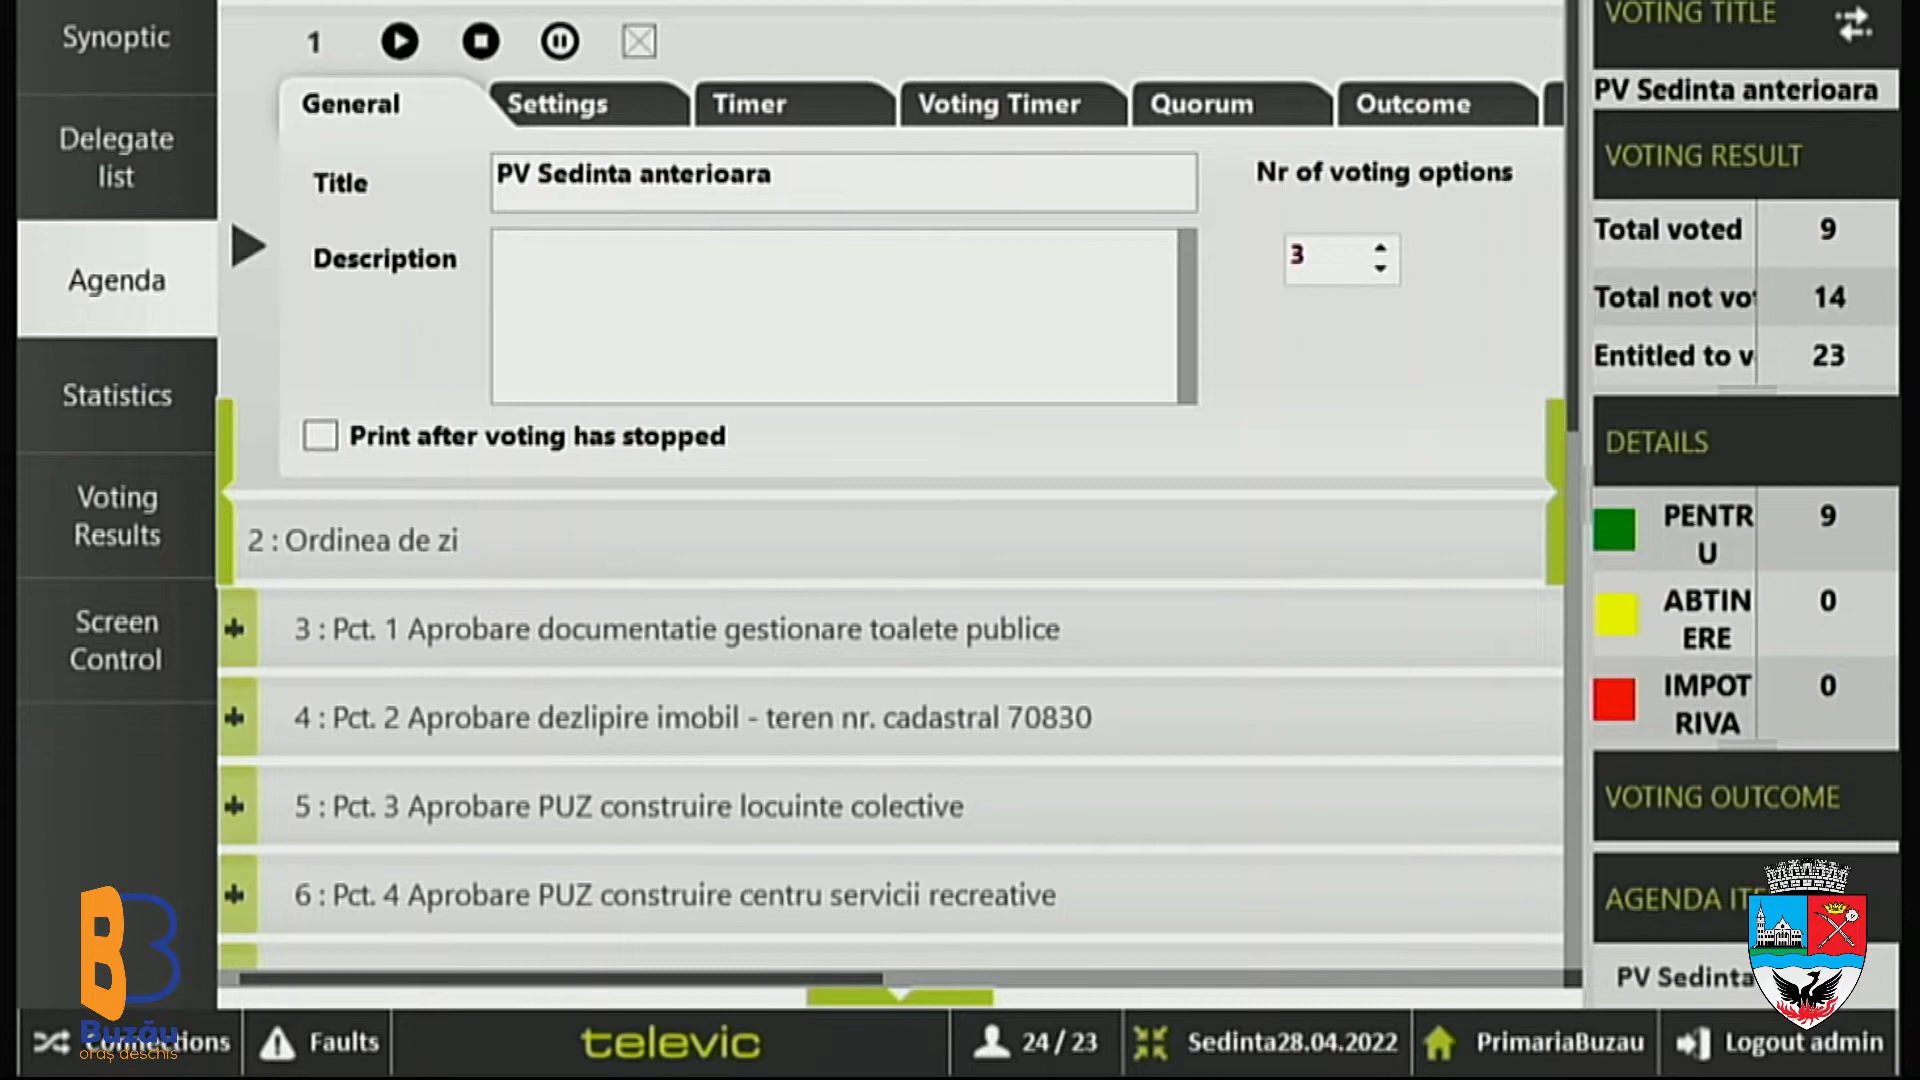 Synoptic
Delegate
list
Agenda
Statistics
Voting
Results
Screen
Control
1
General
Settings
Timer
Voting Timer
Quorum
Outcome
Title
PV Sedinta anterioara
Nr of voting options
Description
3
Print after voting has stopped
2 : Ordinea de zi
3 : Pct. 1 Aprobare documentatie gestionare toalete publice
4 : Pct. 2 Aprobare dezlipire imobil - teren nr. cadastral 70830
5 : Pct. 3 Aprobare PUZ construire locuinte colective
6 : Pct. 4 Aprobare PUZ construire centru servicii recreative
VOTING TITLE
PV Sedinta anterioara
VOTING RESULT
Total voted 9
Total not vo 14
Entitled to v 23
DETAILS
PENTR
U
9
ABTIN
ERE
0
IMPOT
RIVA
0
VOTING OUTCOME
AGENDA IT
PV Sedinta
Buzău
oraș deschis
Faults
televic
24 / 23
Sedinta28.04.2022
PrimariaBuzau
Logout admin